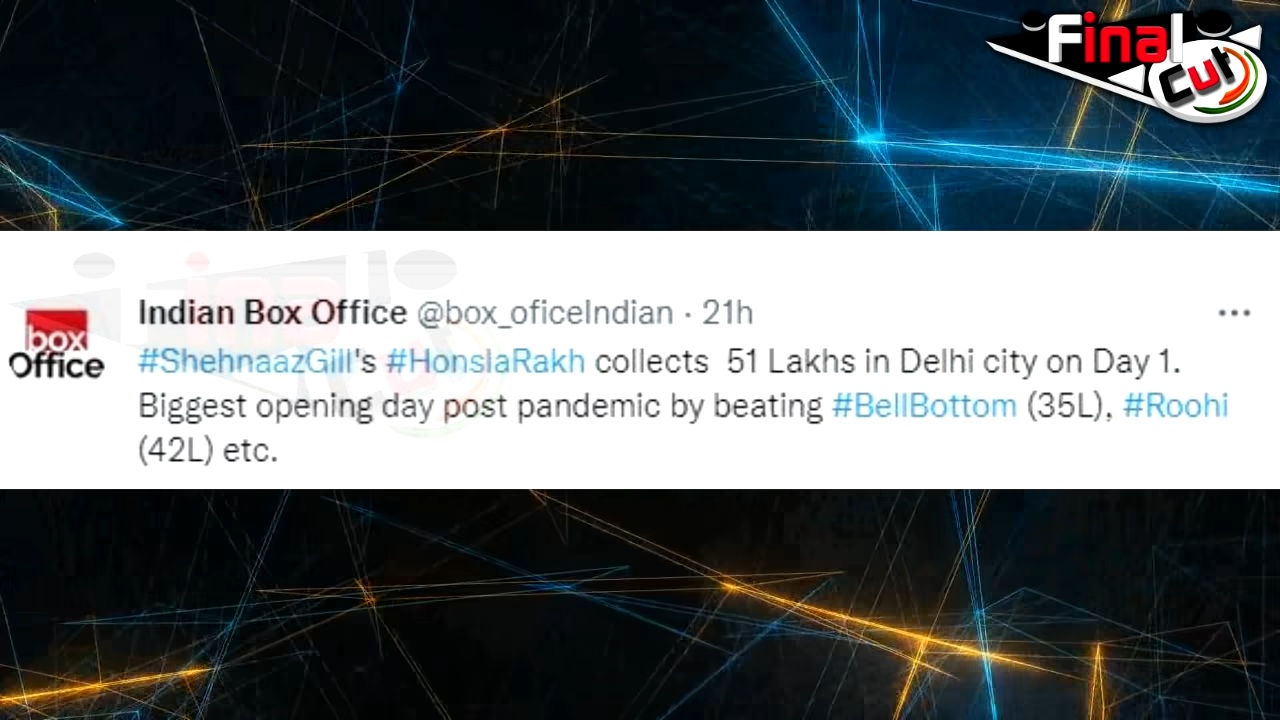 Final
Cut
box
Office
Indian Box Office @box_oficeIndian · 21h
#ShehnaazGill's #HonslaRakh collects 51 Lakhs in Delhi city on Day 1.
Biggest opening day post pandemic by beating #BellBottom (35L), #Roohi
(42L) etc.